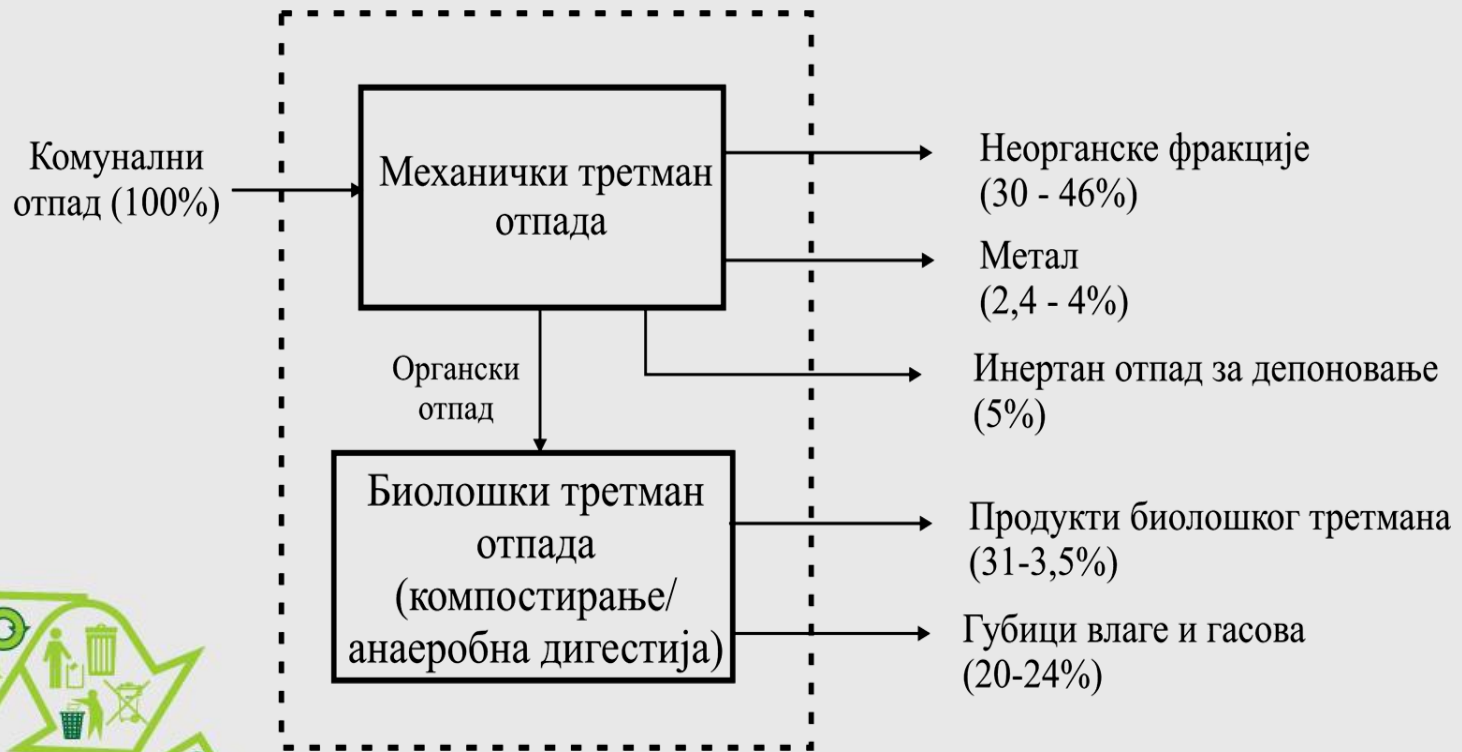 Комунални
отпад (100%)
Механички третман
отпада
Неорганске фракције
(30 - 46%)
Метал
(2,4 - 4%)
Органски
отпад
Инертан отпад за депоновање
(5%)
Биолошки третман
отпада
(компостирање/
анаеробна дигестија)
Продукти биолошког третмана
(31-3,5%)
Губици влаге и гасова
(20-24%)